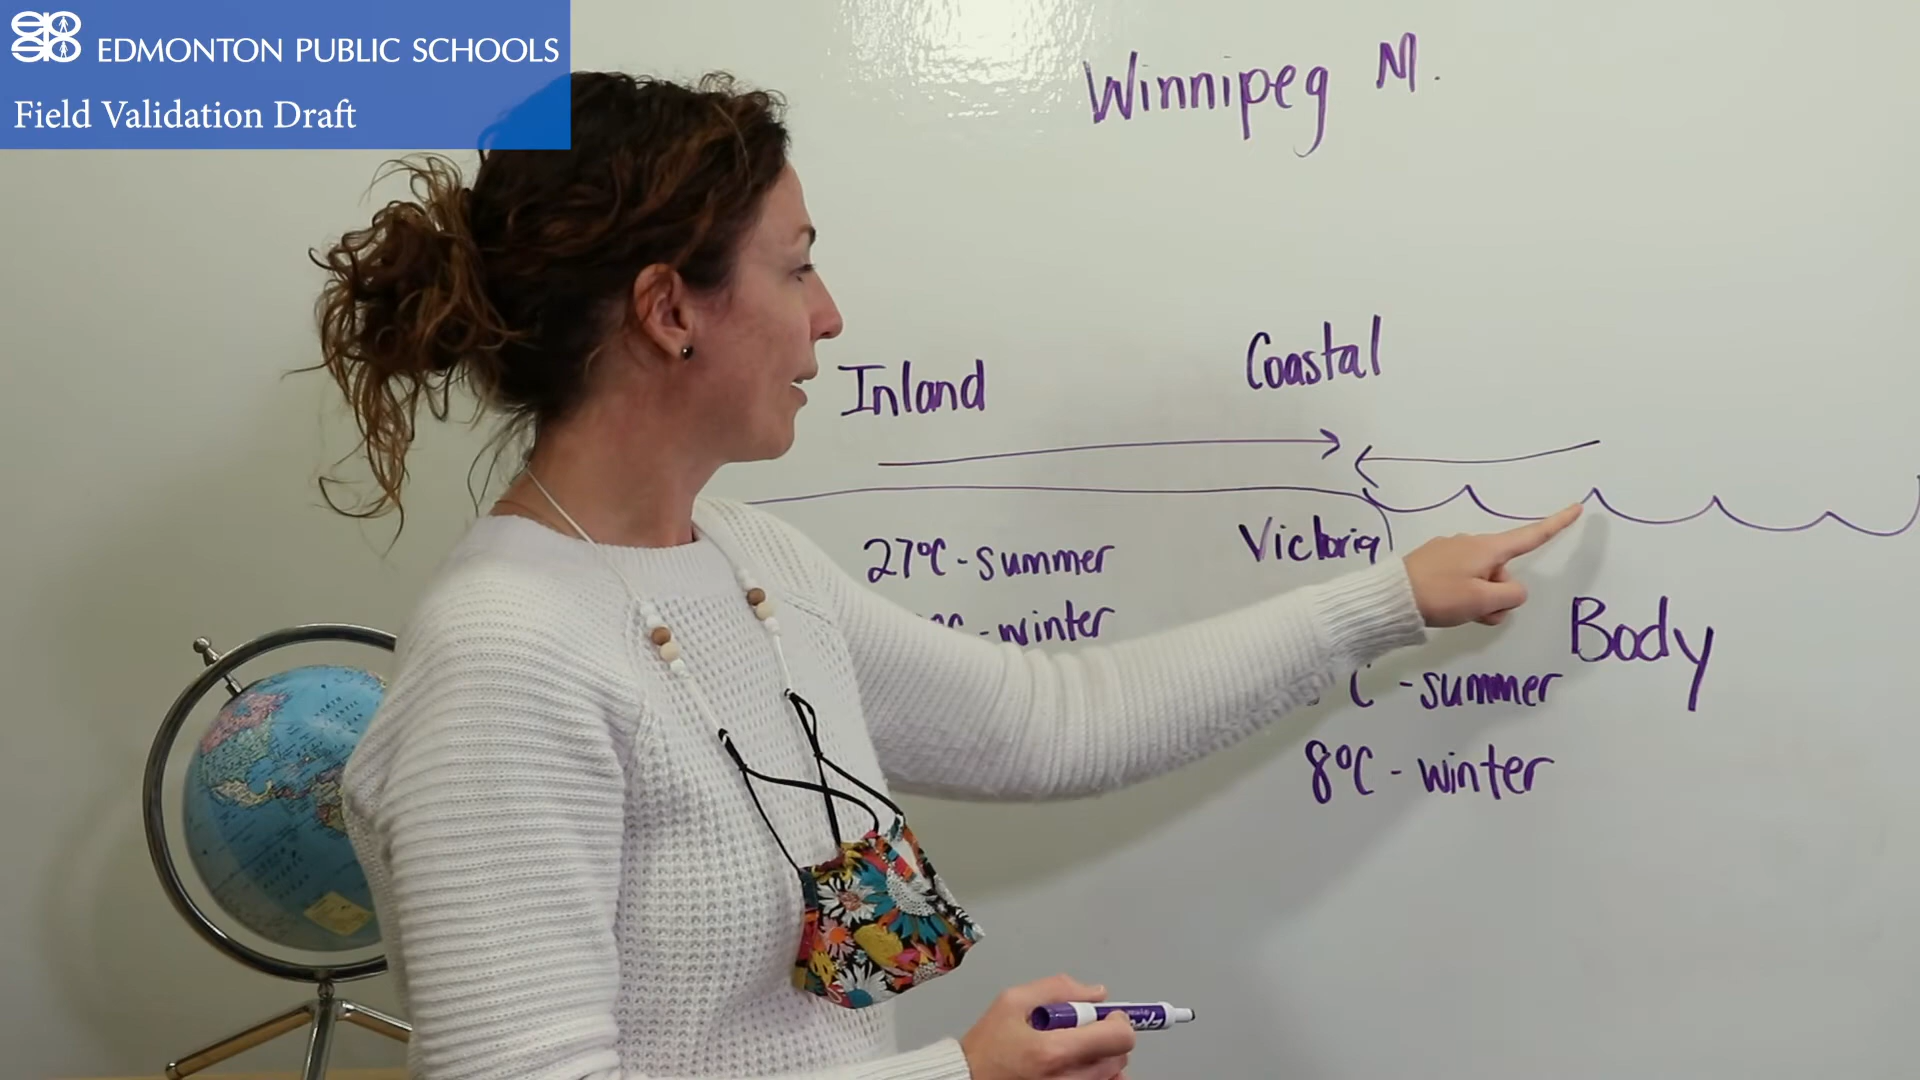 EDMONTON PUBLIC SCHOOLS
Field Validation Draft
Winnipeg M.
Inland
Coastal
27°C - summer
- winter
Victoria
Body
C - summer
8°C - winter